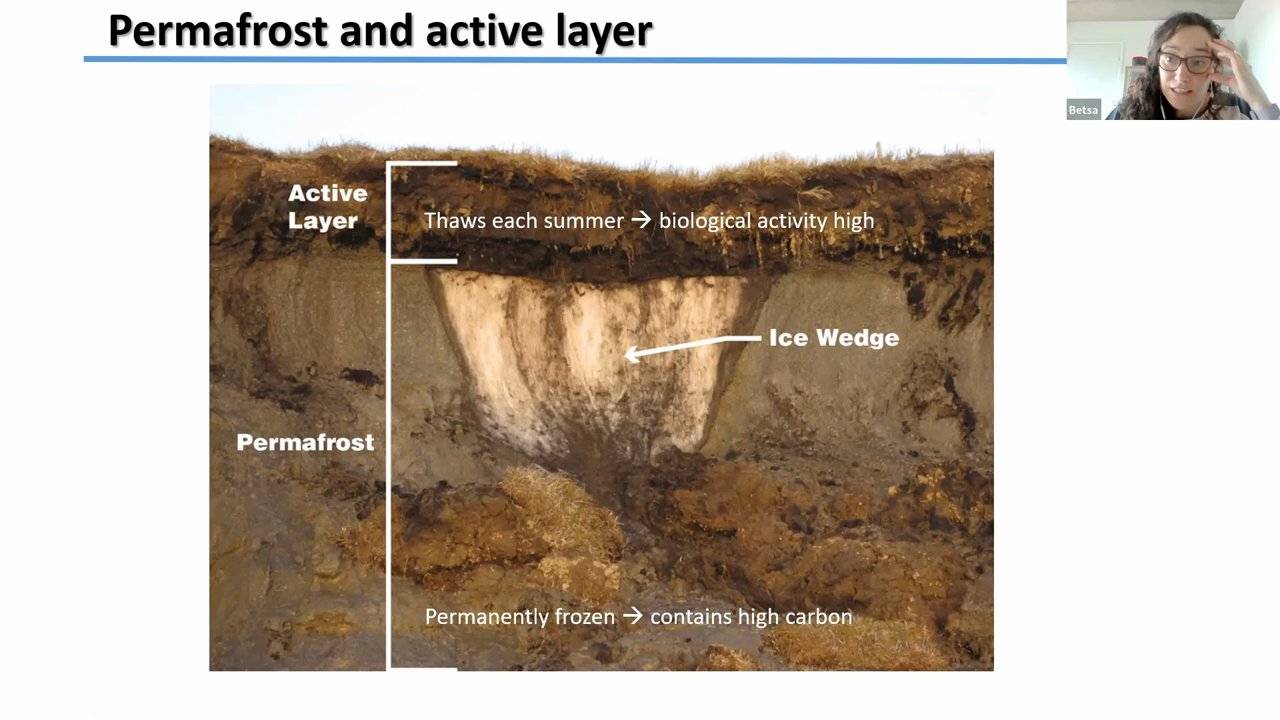 Permafrost and active layer
Betsa
Active
Layer
Thaws each summer → biological activity high
Ice Wedge
Permafrost
Permanently frozen → contains high carbon